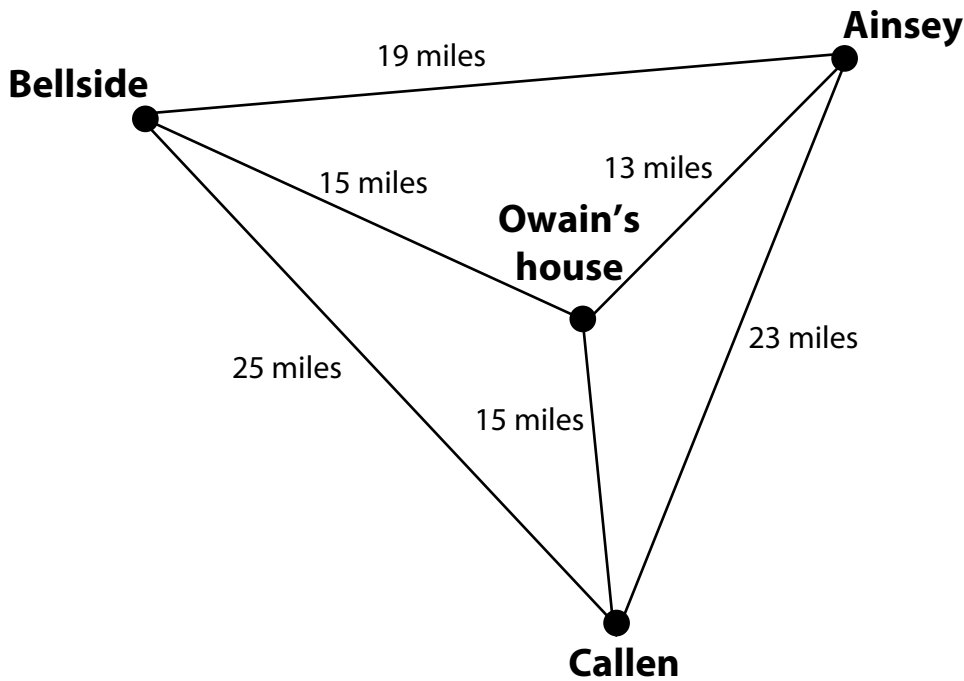 Ainsey
19 miles
Bellside
15 miles
13 miles
Owain’s
house
23 miles
25 miles
15 miles
Callen